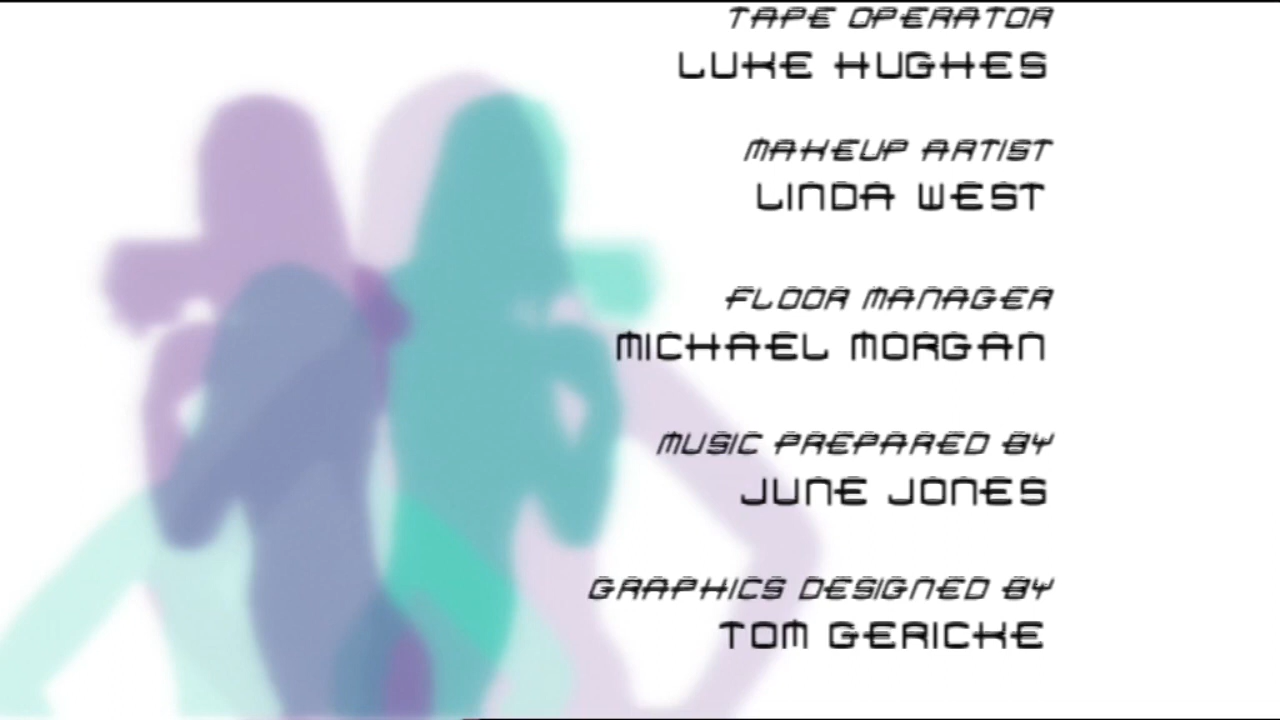 TAPE OPERATOR
LUKE HUGHES
MAKEUP ARTIST
LINDA WEST
FLOOR MANAGER
MICHAEL MORGAN
MUSIC PREPARED BY
JUNE JONES
GRAPHICS DESIGNED BY
TOM GERICKE